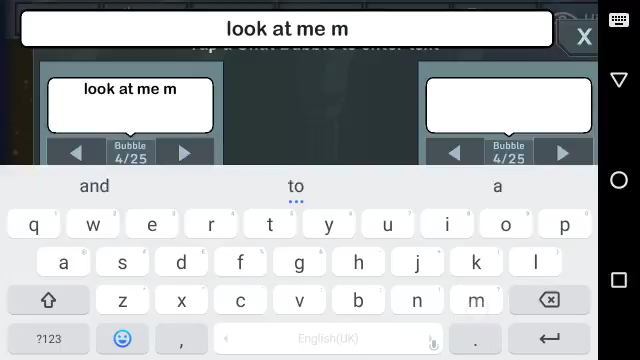 look at me m
X
Tap a Chat Bubble to enter text
look at me m
Bubble
4/25
Bubble
4/25
and to a
q w e r t y u i o p
a s d f g h j k l
z x c v b n m
?123 , English(UK) .